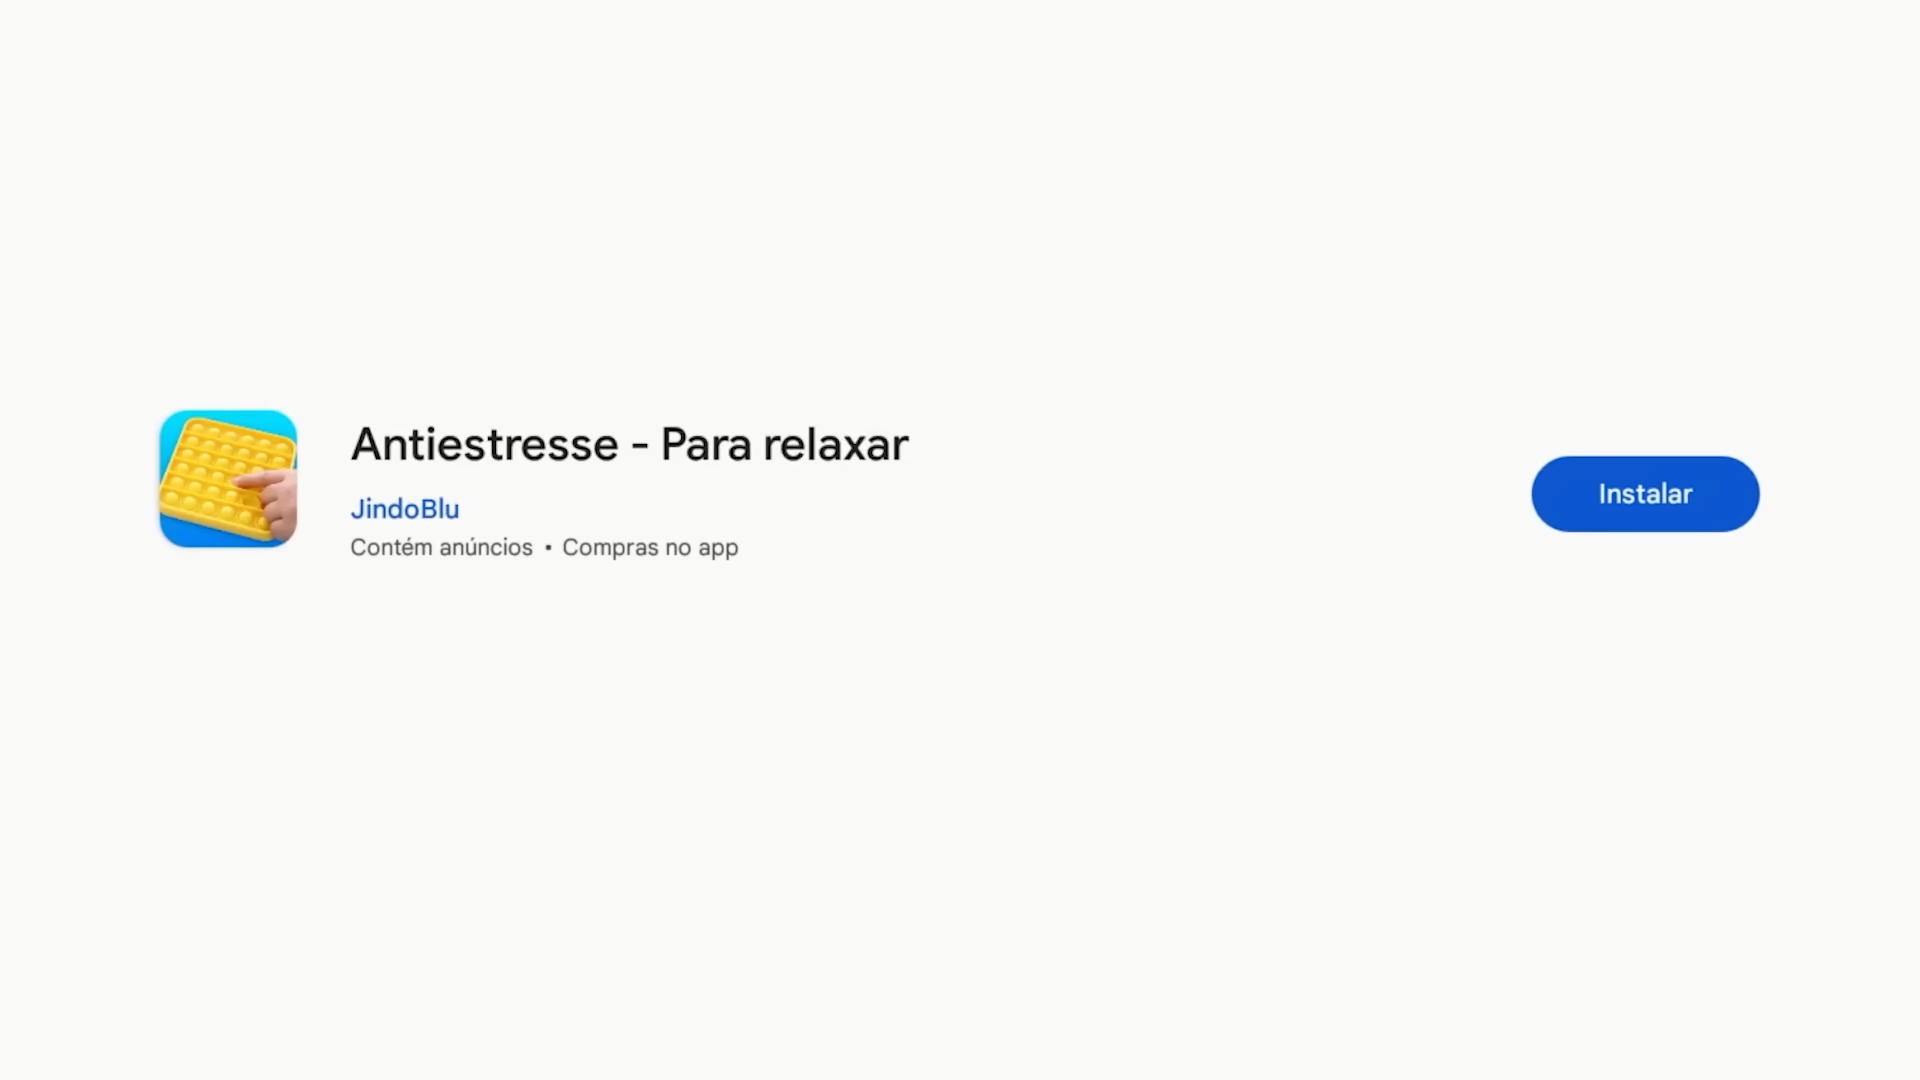 Antiestresse - Para relaxar
JindoBlu
Contém anúncios • Compras no app
Instalar